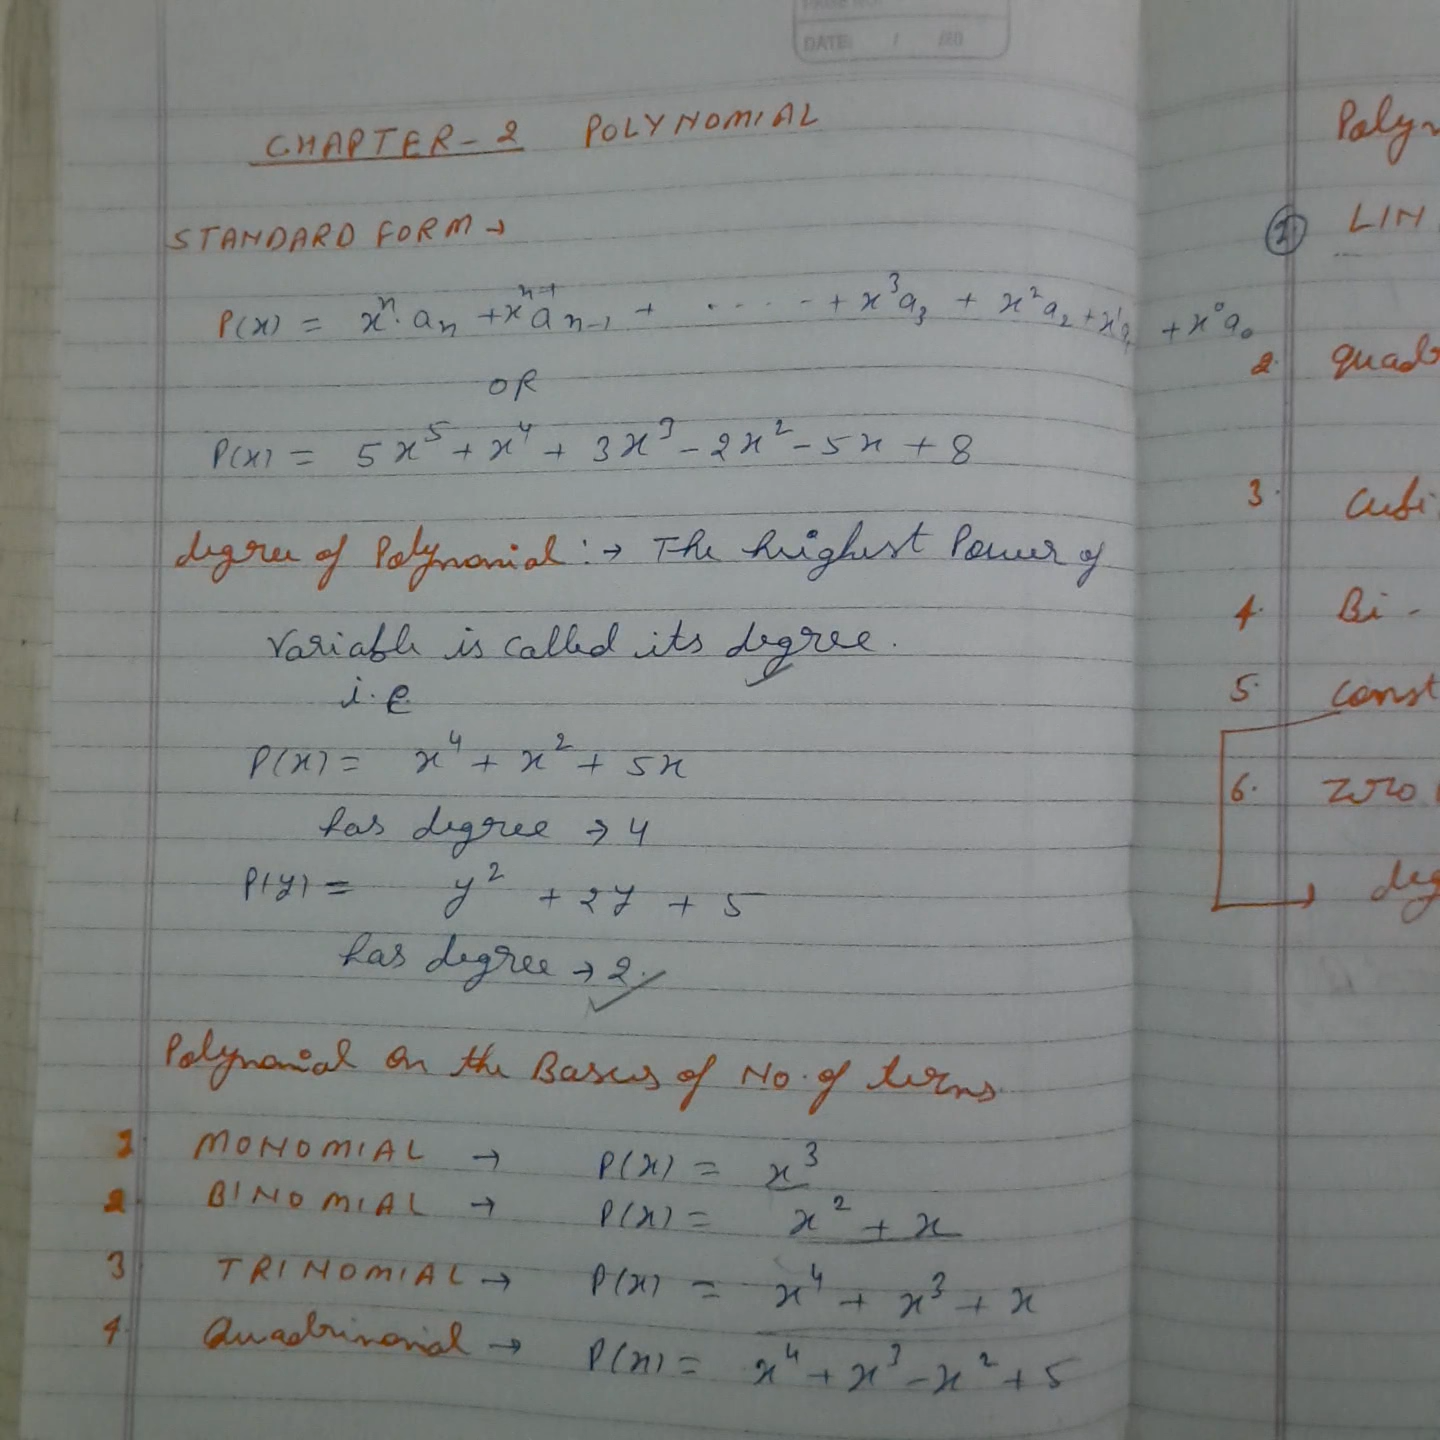 DATE: / /20
CHAPTER-2 POLYNOMIAL
STANDARD FORM →
P(x) = xⁿ.aₙ + xⁿ⁻¹aₙ₋₁ + ..... + x³a₃ + x²a₂ + x¹a₁ + x⁰a₀
OR
P(x) = 5x⁵ + x⁴ + 3x³ - 2x² - 5x + 8
degree of Polynomial :→ The highest Power of
variable is called its degree.
i.e
P(x) = x⁴ + x² + 5x
has degree → 4
P(y) = y² + 2y + 5
has degree → 2.
Polynomial on the Bases of No. of terms
1 MONOMIAL → P(x) = x³
2 BINOMIAL → P(x) = x² + x
3 TRINOMIAL → P(x) = x⁴ + x³ + x
4. Quadrinomial → P(x) = x⁴ + x³ - x² + 5
Polyn
1 LIN
2. quadr
3. cubi
4. Bi -
5. const
6. zero
deg